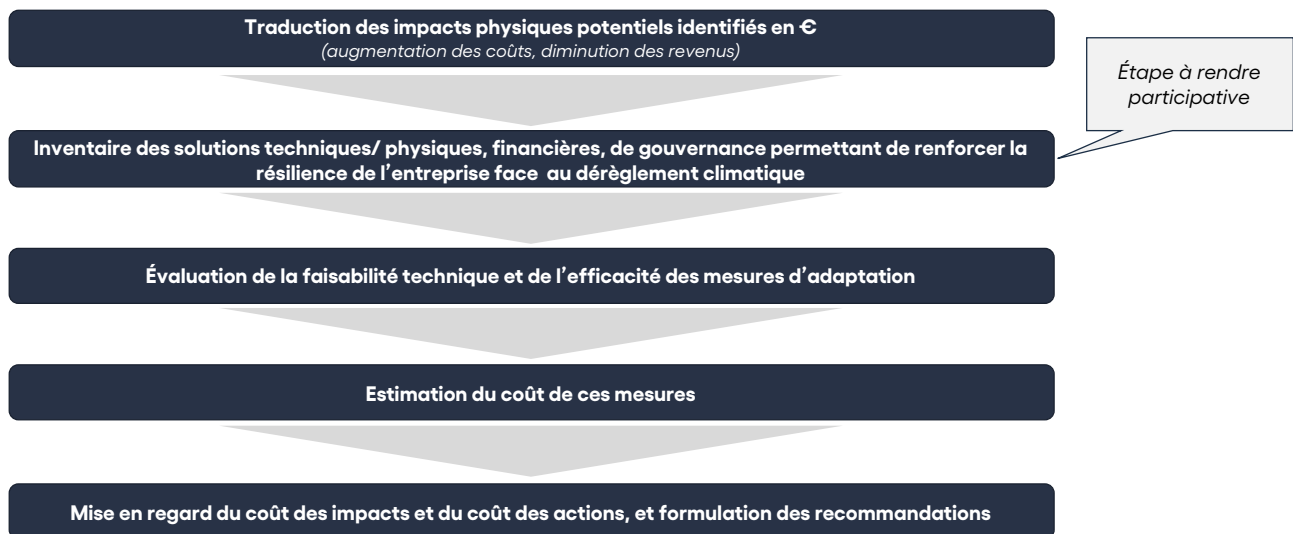 Traduction des impacts physiques potentiels identifiés en €
(augmentation des coûts, diminution des revenus)
Étape à rendre
participative
Inventaire des solutions techniques/ physiques, financières, de gouvernance permettant de renforcer la
résilience de l'entreprise face  au dérèglement climatique
Évaluation de la faisabilité technique et de l'efficacité des mesures d'adaptation
Estimation du coût de ces mesures
Mise en regard du coût des impacts et du coût des actions, et formulation des recommandations